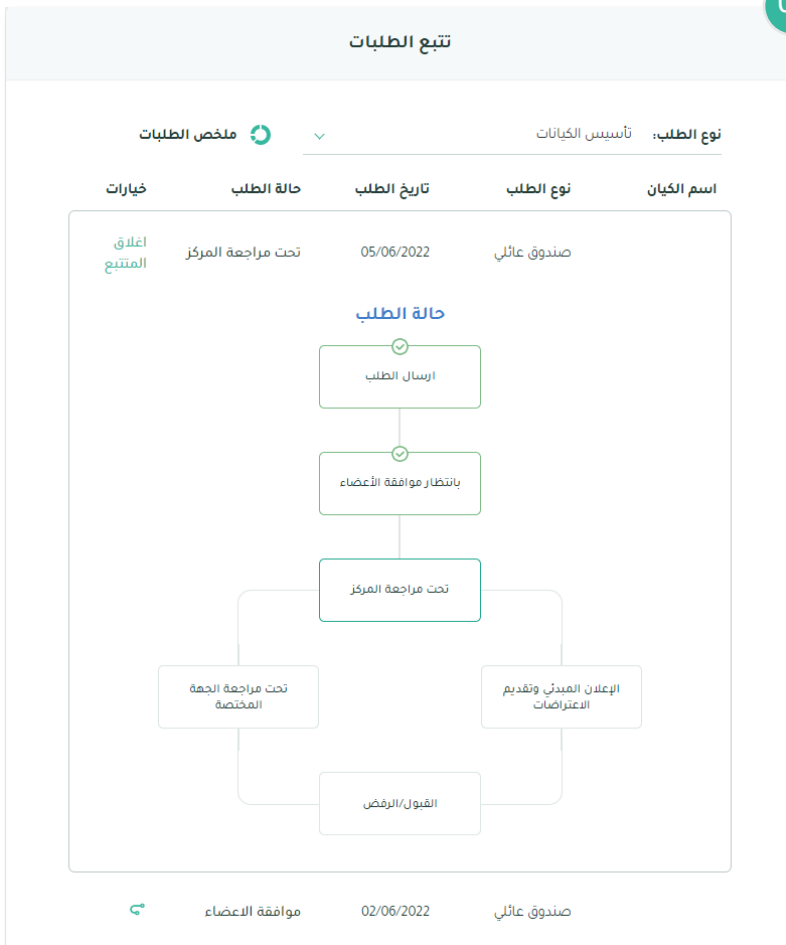 تتبع الطلبات
نوع الطلب: تأسيس الكيانات
ملخص الطلبات
اسم الكيان نوع الطلب تاريخ الطلب حالة الطلب خيارات
صندوق عائلي 05/06/2022 تحت مراجعة المركز اغلاق
المتتبع
حالة الطلب
ارسال الطلب
بانتظار موافقة الأعضاء
تحت مراجعة المركز
الإعلان المبدئي وتقديم
الاعتراضات
تحت مراجعة الجهة
المختصة
القبول/الرفض
صندوق عائلي 02/06/2022 موافقة الاعضاء